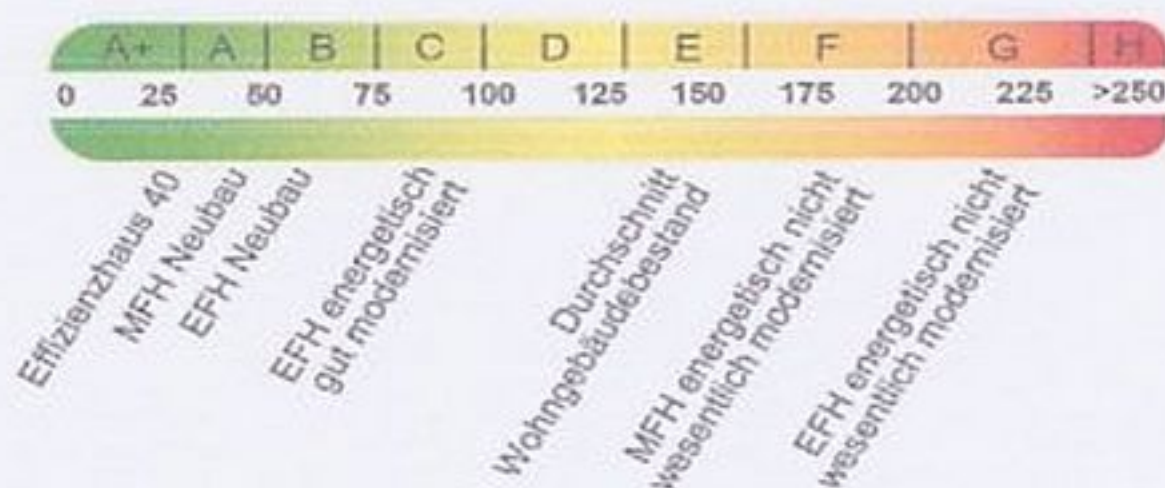 A+ A B C D E F G H
0 25 50 75 100 125 150 175 200 225 >250
Effizienzhaus 40
MFH Neubau
EFH Neubau
EFH energetisch
gut modernisiert
Durchschnitt
Wohngebäudebestand
MFH energetisch nicht
wesentlich modernisiert
EFH energetisch nicht
wesentlich modernisiert